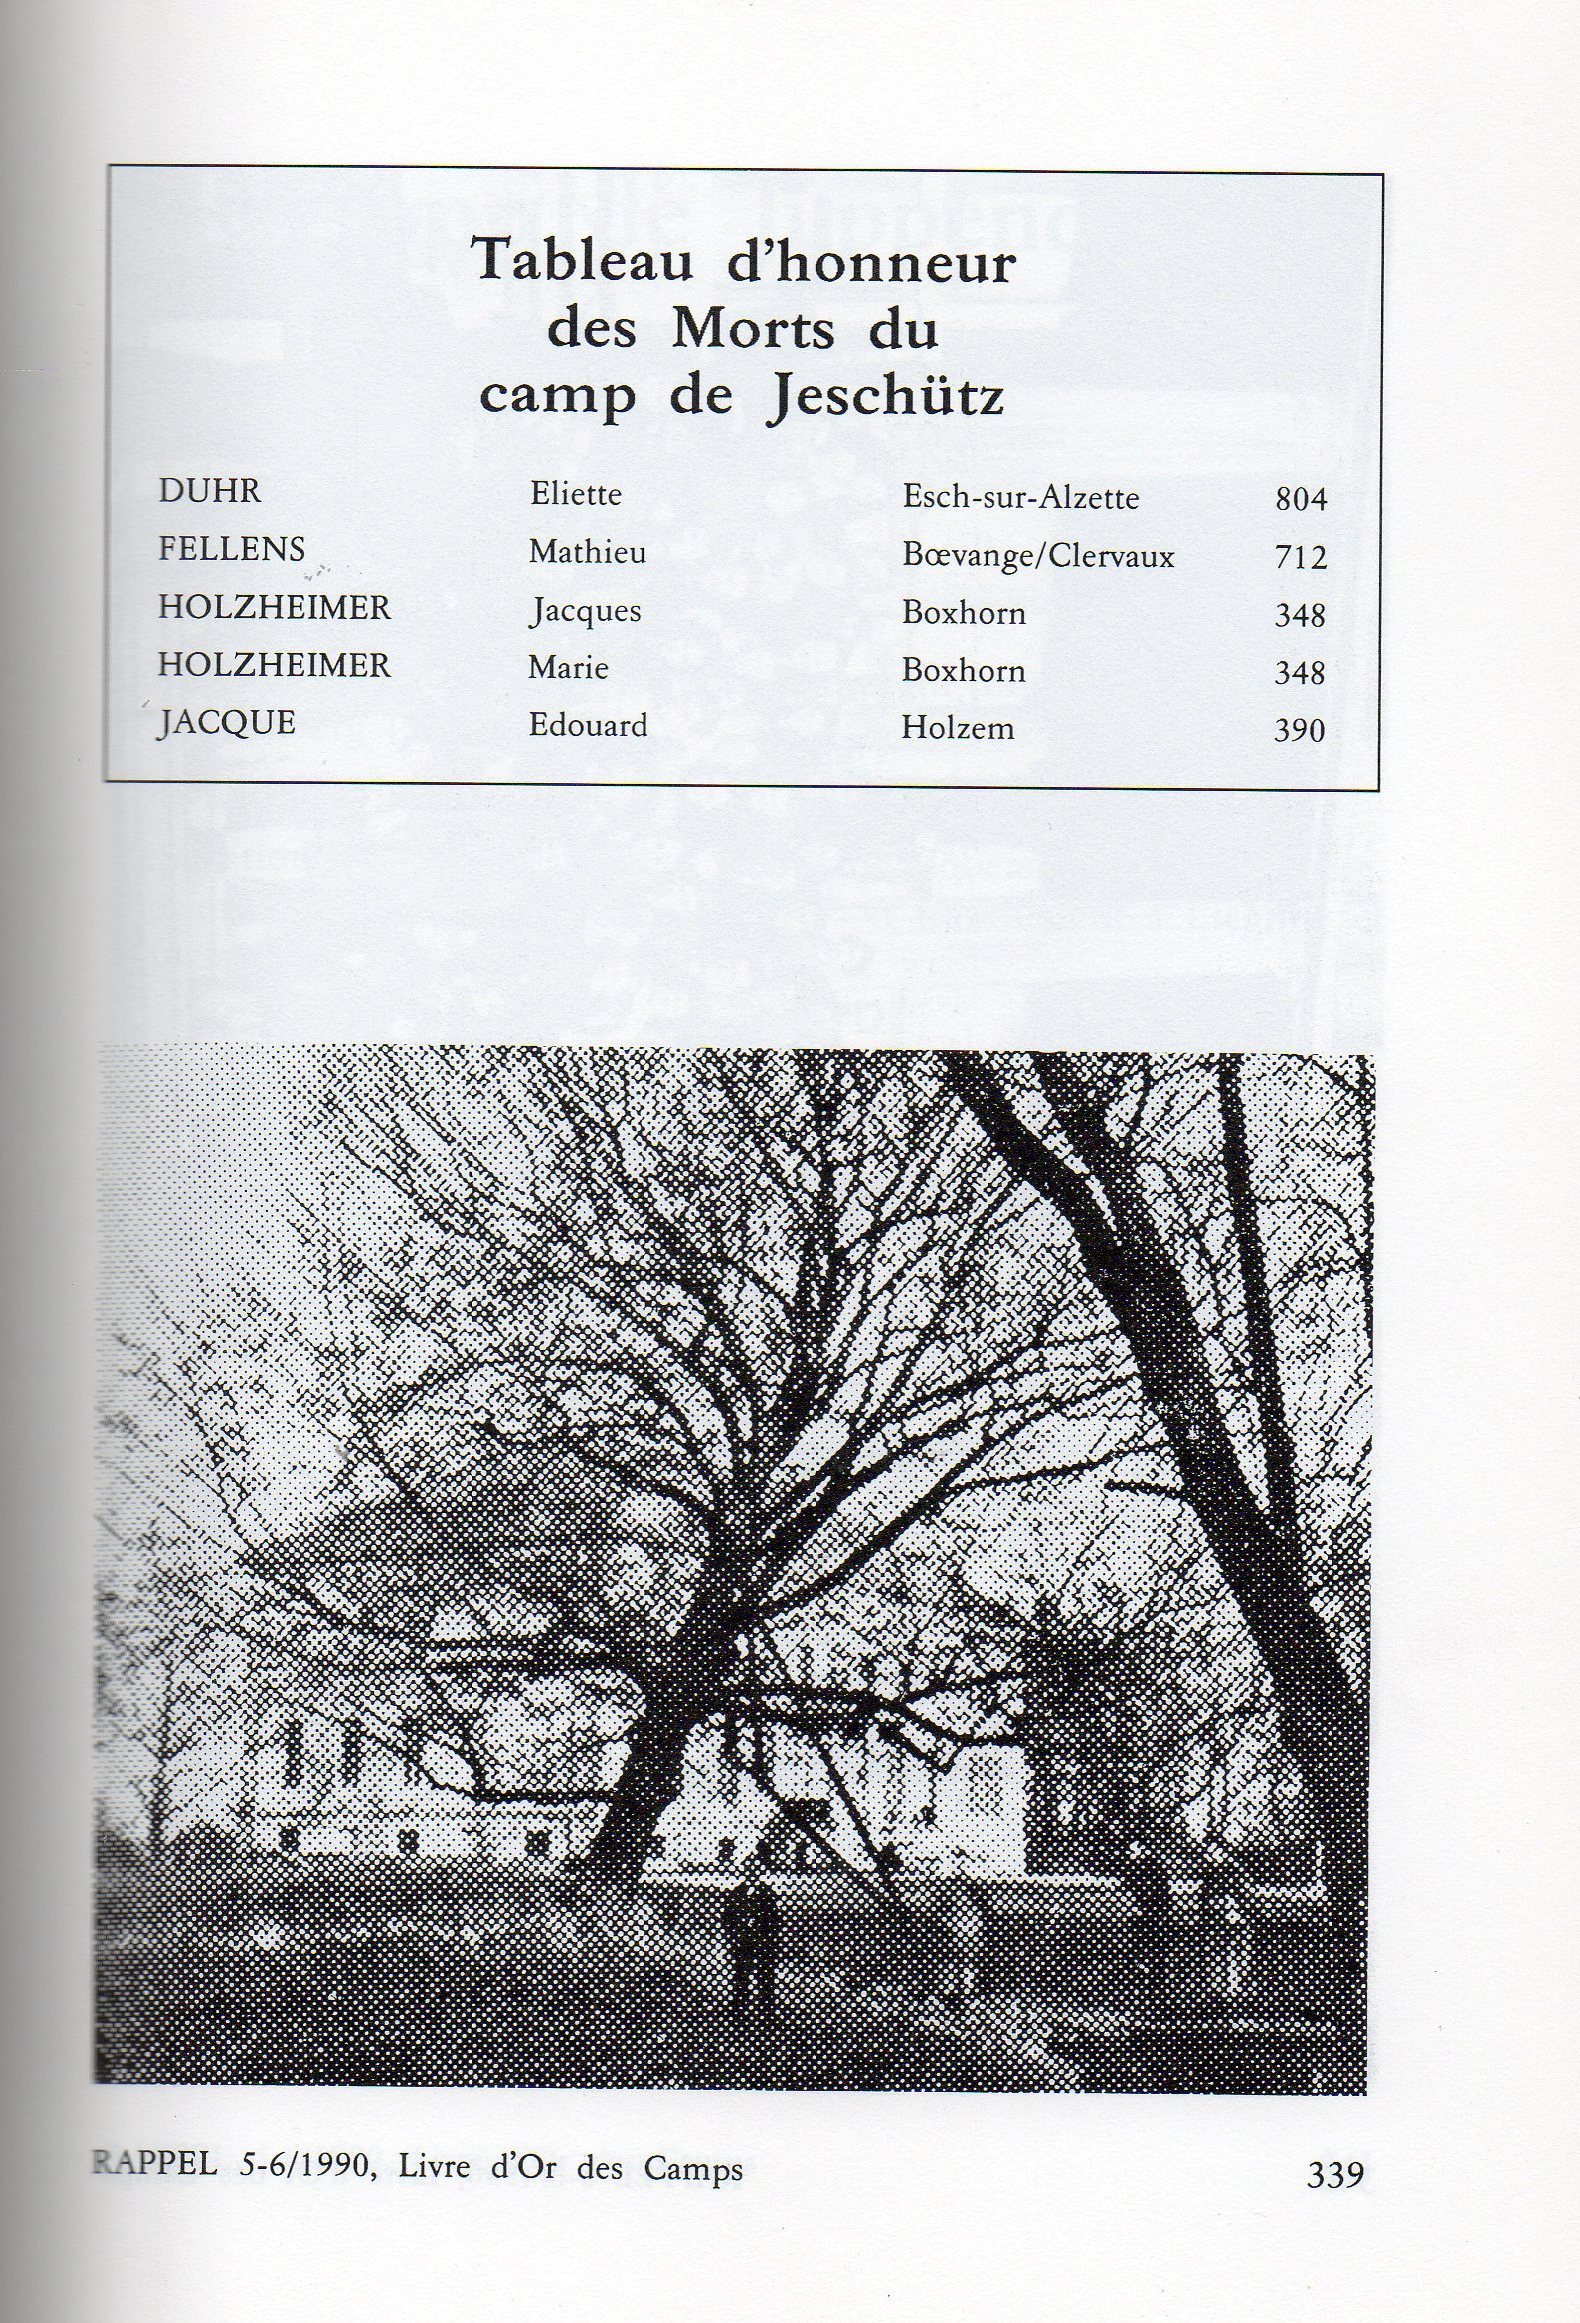 Tableau d'honneur
des Morts du
camp de Jeschütz
DUHR Eliette Esch-sur-Alzette 804
FELLENS Mathieu Bœvange/Clervaux 712
HOLZHEIMER Jacques Boxhorn 348
HOLZHEIMER Marie Boxhorn 348
JACQUE Edouard Holzem 390
RAPPEL 5-6/1990, Livre d'Or des Camps 339